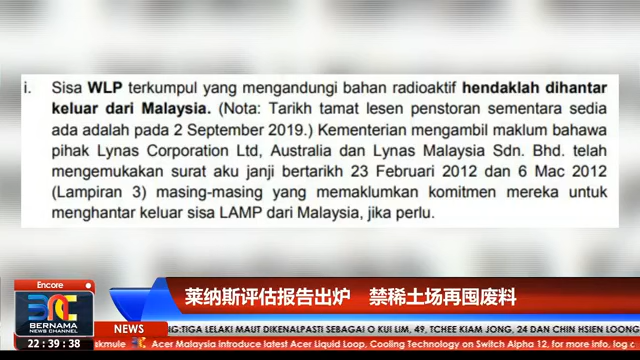 i. Sisa WLP terkumpul yang mengandungi bahan radioaktif hendaklah dihantar
keluar dari Malaysia. (Nota: Tarikh tamat lesen penstoran sementara sedia
ada adalah pada 2 September 2019.) Kementerian mengambil maklum bahawa
pihak Lynas Corporation Ltd, Australia dan Lynas Malaysia Sdn. Bhd. telah
mengemukakan surat aku janji bertarikh 23 Februari 2012 dan 6 Mac 2012
(Lampiran 3) masing-masing yang memaklumkan komitmen mereka untuk
menghantar keluar sisa LAMP dari Malaysia, jika perlu.
Encore
BNC
BERNAMA
NEWS CHANNEL
莱纳斯评估报告出炉 禁稀土场再囤废料
NEWS
NG:TIGA LELAKI MAUT DIKENALPASTI SEBAGAI O KUI LIM, 49, TCHEE KIAM JONG, 24 DAN CHIN HSIEN LOONG
22:39:38
akmule Acer Malaysia introduce latest Acer Liquid Loop, Cooling Technology on Switch Alpha 12, for more info, log